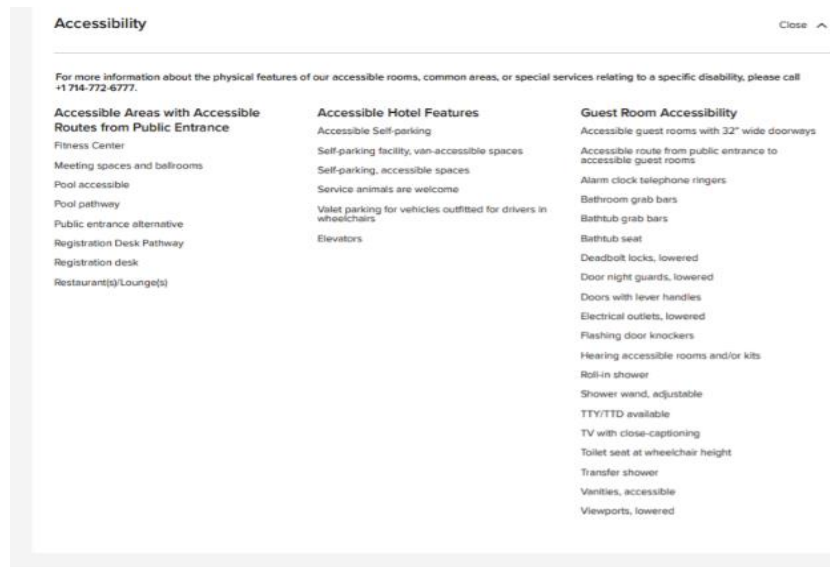 Accessibility
Close
For more information about the physical features of our accessible rooms, common areas, or special services relating to a specific disability, please call
+1 714-772-6777.
Accessible Areas with Accessible
Routes from Public Entrance
Fitness Center
Meeting spaces and ballrooms
Pool accessible
Pool pathway
Public entrance alternative
Registration Desk Pathway
Registration desk
Restaurant(s)/Lounge(s)
Accessible Hotel Features
Accessible Self-parking
Self-parking facility, van-accessible spaces
Self-parking, accessible spaces
Service animals are welcome
Valet parking for vehicles outfitted for drivers in
wheelchairs
Elevators
Guest Room Accessibility
Accessible guest rooms with 32" wide doorways
Accessible route from public entrance to
accessible guest rooms
Alarm clock telephone ringers
Bathroom grab bars
Bathtub grab bars
Bathtub seat
Deadbolt locks, lowered
Door night guards, lowered
Doors with lever handles
Electrical outlets, lowered
Flashing door knockers
Hearing accessible rooms and/or kits
Roll-in shower
Shower wand, adjustable
TTY/TTD available
TV with close-captioning
Toilet seat at wheelchair height
Transfer shower
Vanities, accessible
Viewports, lowered